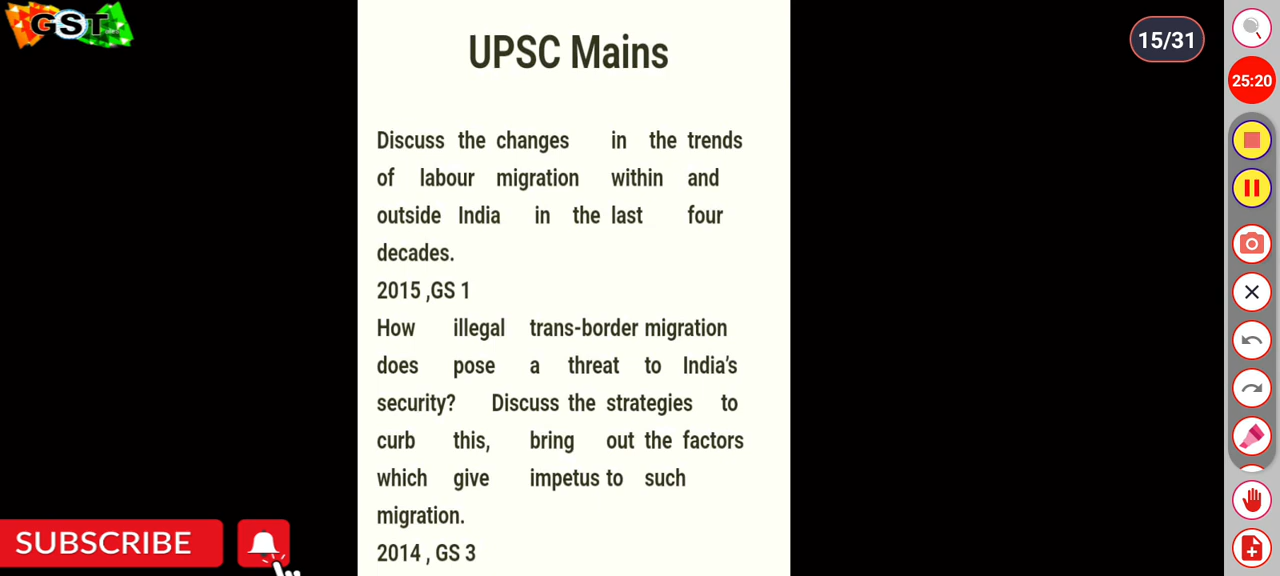 GST
UPSC Mains
15/31
25:20
Discuss the changes in the trends
of labour migration within and
outside India in the last four
decades.
2015 ,GS 1
How illegal trans-border migration
does pose a threat to India's
security? Discuss the strategies to
curb this, bring out the factors
which give impetus to such
migration.
2014 , GS 3
SUBSCRIBE